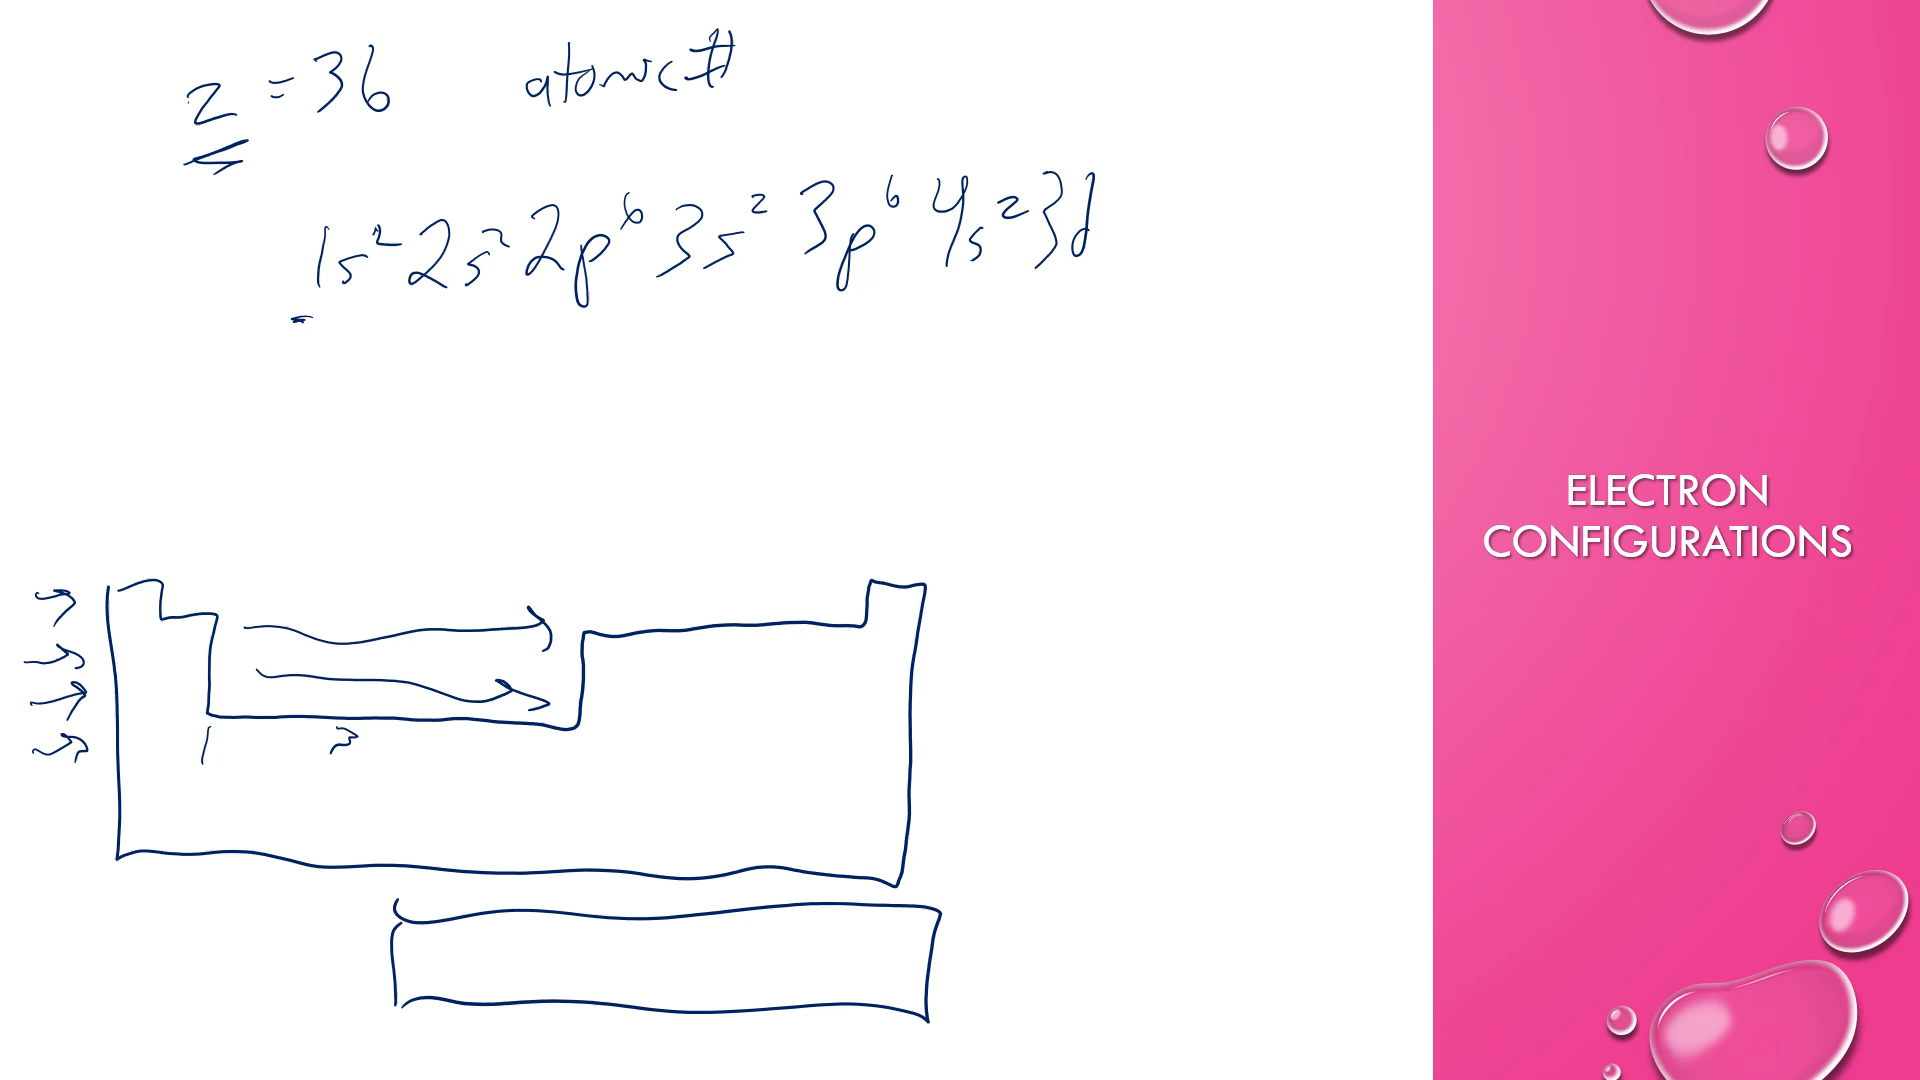 z = 36 atomic #
1s² 2s² 2p⁶ 3s² 3p⁶ 4s² 3d
ELECTRON
CONFIGURATIONS